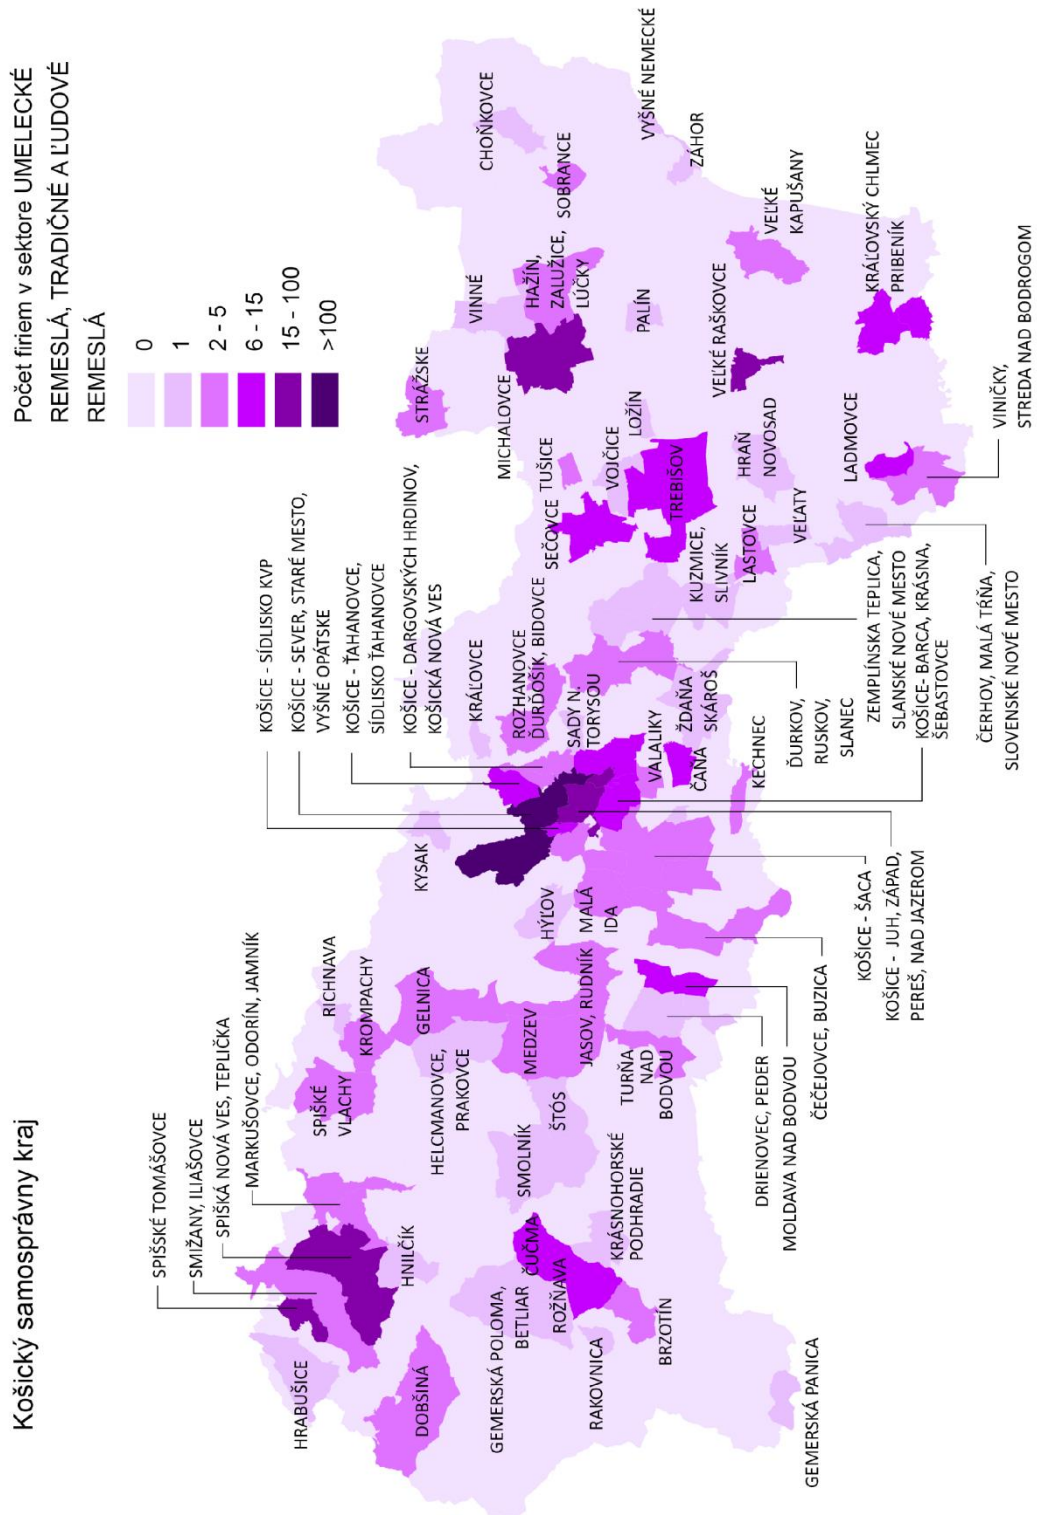 Košický samosprávny kraj
Počet firiem v sektore UMELECKÉ
REMESLÁ, TRADIČNÉ A ĽUDOVÉ
REMESLÁ
0
1
2 - 5
6 - 15
15 - 100
>100
SPIŠSKÉ TOMÁŠOVCE
SMIŽANY, ILIAŠOVCE
SPIŠSKÁ NOVÁ VES, TEPLIČKA
MARKUŠOVCE, ODORÍN, JAMNÍK
HRABUŠICE
HNILČÍK
DOBŠINÁ
SPIŠSKÉ
VLACHY
RICHNAVA
KROMPACHY
GELNICA
HELCMANOVCE,
PRAKOVCE
GEMERSKÁ POLOMA,
BETLIAR
SMOLNÍK
ŠTÓS
MEDZEV
JASOV, RUDNÍK
ČUČMA
ROŽŇAVA
RAKOVNICA
KRÁSNOHORSKÉ
PODHRADIE
BRZOTÍN
GEMERSKÁ PANICA
TURŇA
NAD
BODVOU
DRIENOVEC, PEDER
MOLDAVA NAD BODVOU
ČEČEJOVCE, BUZICA
KYSAK
HÝĽOV
MALÁ
IDA
KOŠICE - SÍDLISKO KVP
KOŠICE - SEVER, STARÉ MESTO,
VYŠNÉ OPÁTSKE
KOŠICE - ŤAHANOVCE,
SÍDLISKO ŤAHANOVCE
KOŠICE - DARGOVSKÝCH HRDINOV,
KOŠICKÁ NOVÁ VES
KRÁĽOVCE
ROZHANOVCE
ĎURĎOŠÍK, BIDOVCE
SADY N.
TORYSOU
VALALIKY
ČAŇA
ŽDAŇA
SKÁROŠ
KECHNEC
KOŠICE - ŠACA
KOŠICE - JUH, ZÁPAD,
PEREŠ, NAD JAZEROM
ĎURKOV,
RUSKOV,
SLANEC
ZEMPLÍNSKA TEPLICA,
SLANSKÉ NOVÉ MESTO
KOŠICE- BARCA, KRÁSNA,
ŠEBASTOVCE
ČERHOV, MALÁ TŔŇA,
SLOVENSKÉ NOVÉ MESTO
STRÁŽSKE
VINNÉ
MICHALOVCE
HAŽÍN,
ZALUŽICE,
LÚČKY
CHOŇKOVCE
SOBRANCE
VYŠNÉ NEMECKÉ
ZÁHOR
PALÍN
TUŠICE
VOJČICE
LOŽÍN
SEČOVCE
TREBIŠOV
KUZMICE,
SLIVNÍK
LASTOVCE
HRAŇ
NOVOSAD
VEĽATY
VEĽKÉ RAŠKOVCE
VEĽKÉ
KAPUŠANY
LADMOVCE
KRÁĽOVSKÝ CHLMEC
PRIBENÍK
VINIČKY,
STREDA NAD BODROGOM